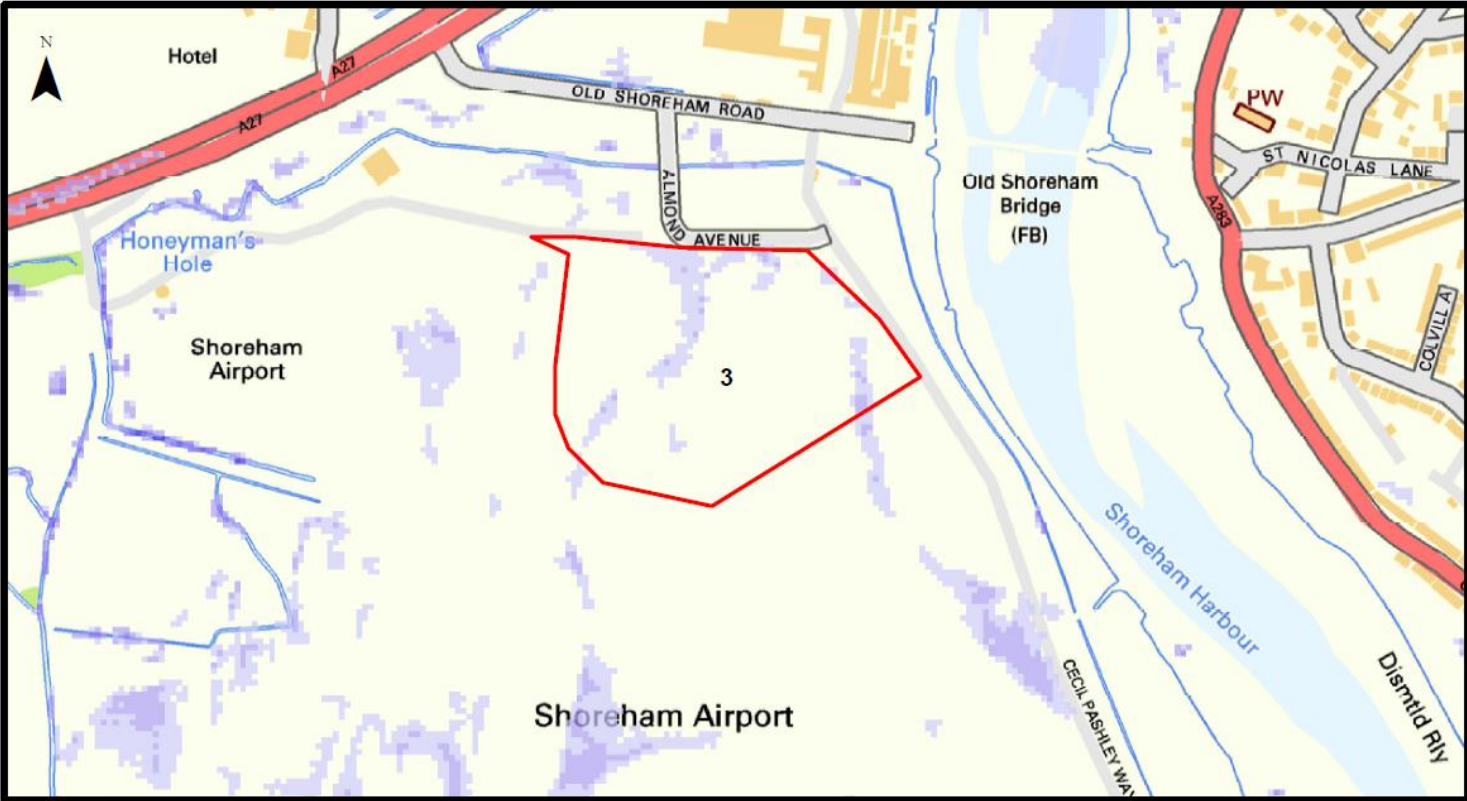 N
Hotel
A27
A27
OLD SHOREHAM ROAD
PW
ST NICOLAS LANE
ALMOND
AVENUE
Old Shoreham
Bridge
(FB)
A283
Honeyman's
Hole
COLVILL A
Shoreham
Airport
3
Shoreham Harbour
Shoreham Airport
CECIL PASHLEY WAY
Dismtld Rly